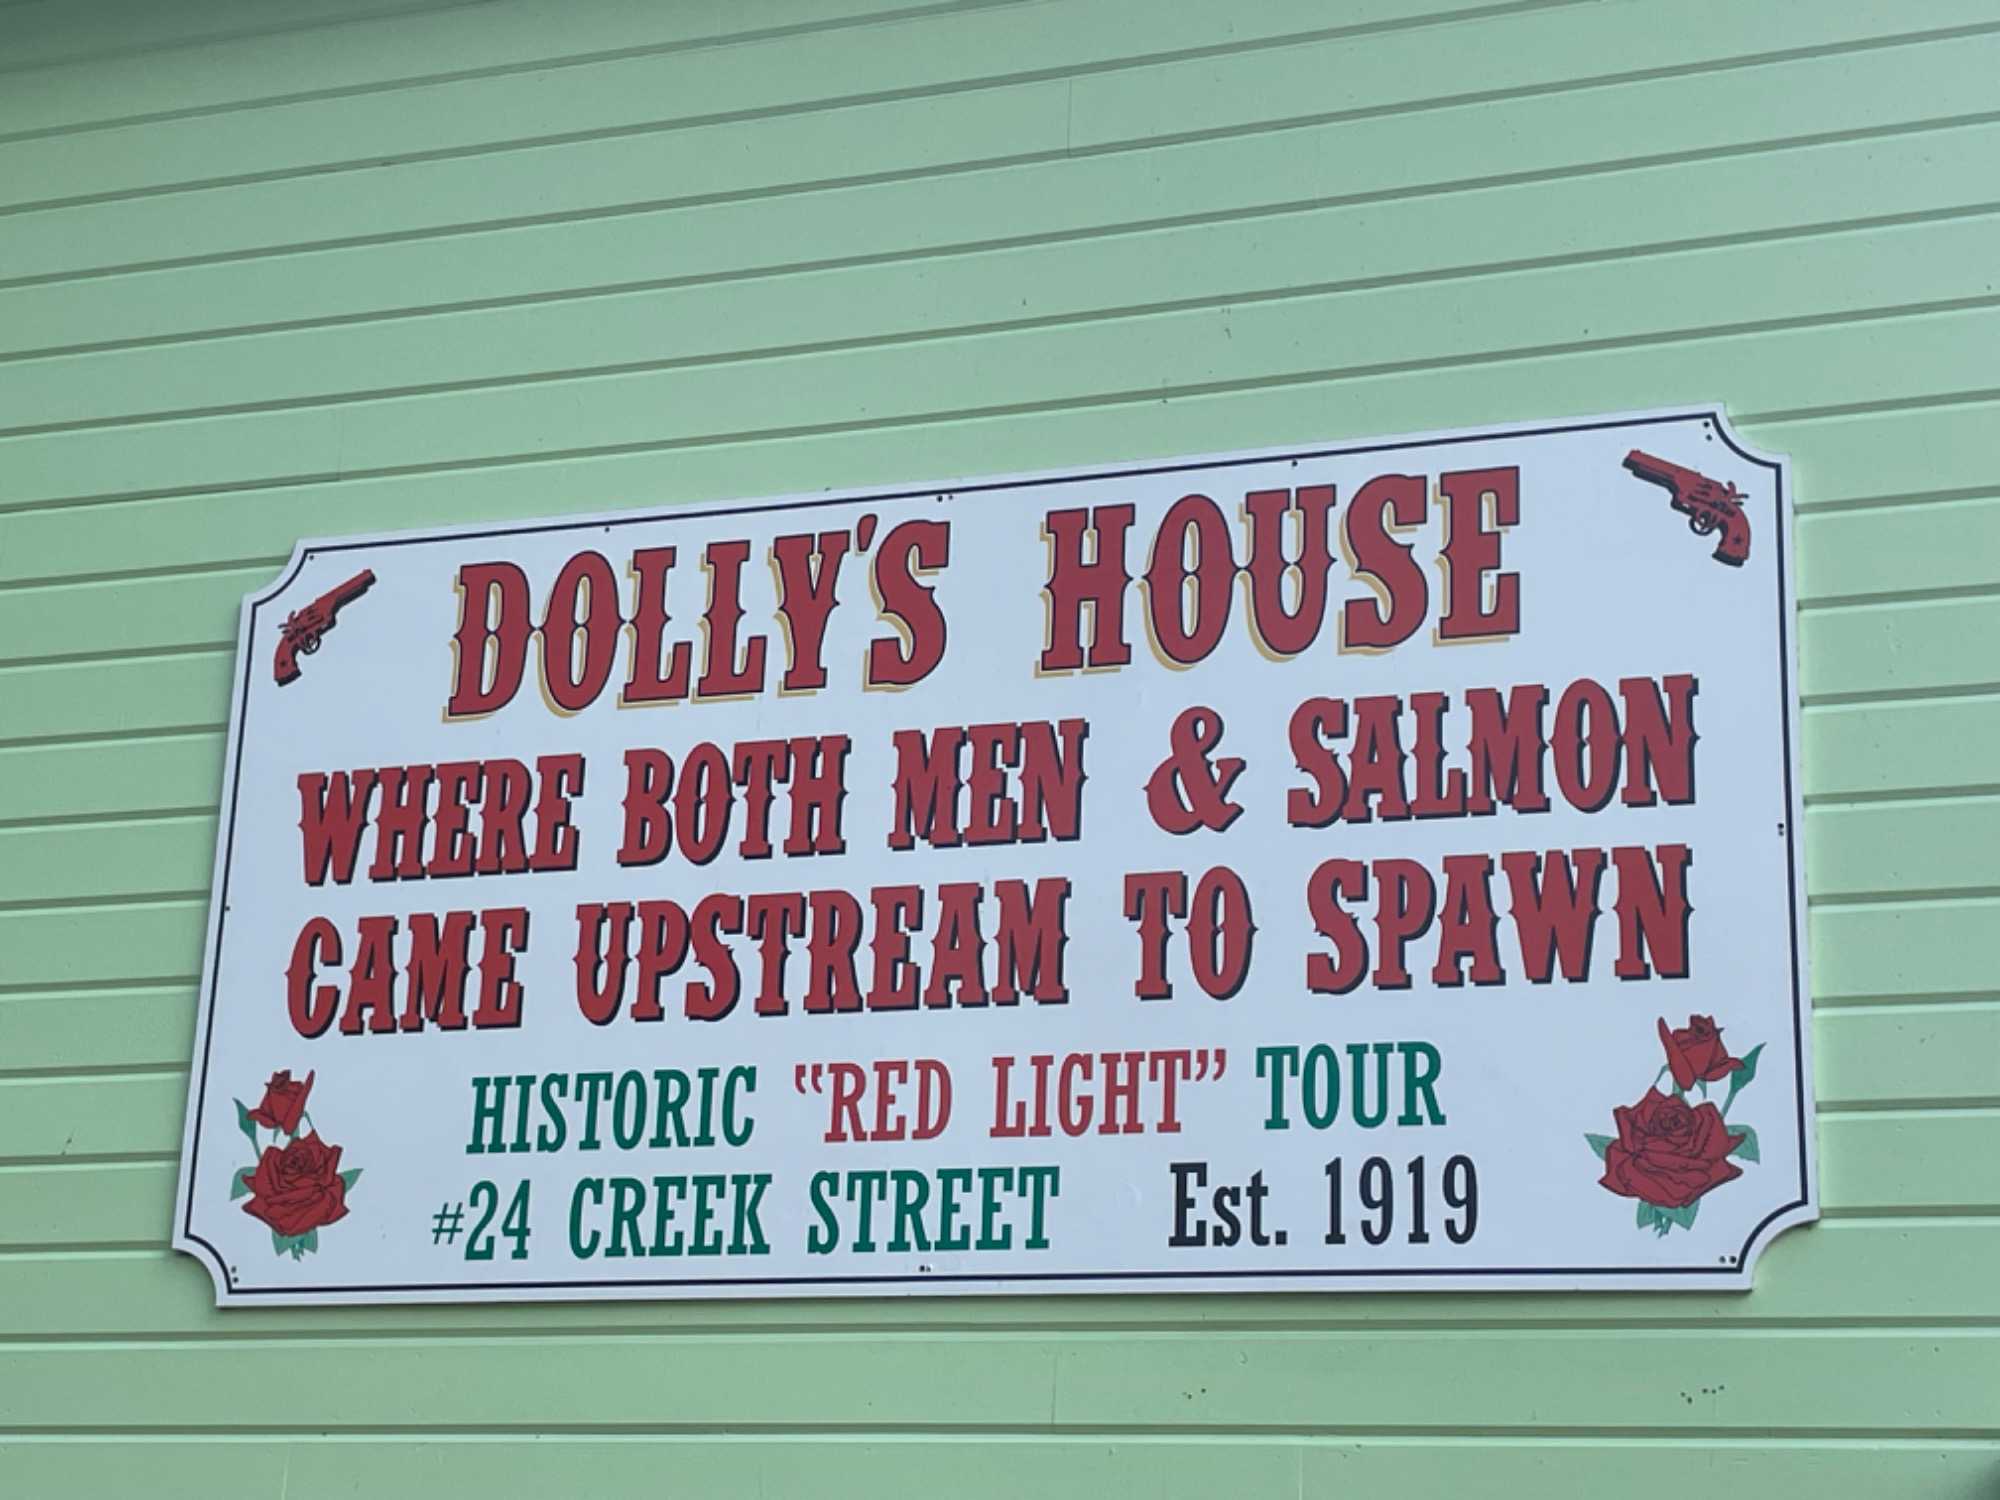 DOLLY'S HOUSE
WHERE BOTH MEN & SALMON
CAME UPSTREAM TO SPAWN
HISTORIC "RED LIGHT" TOUR
#24 CREEK STREET Est. 1919